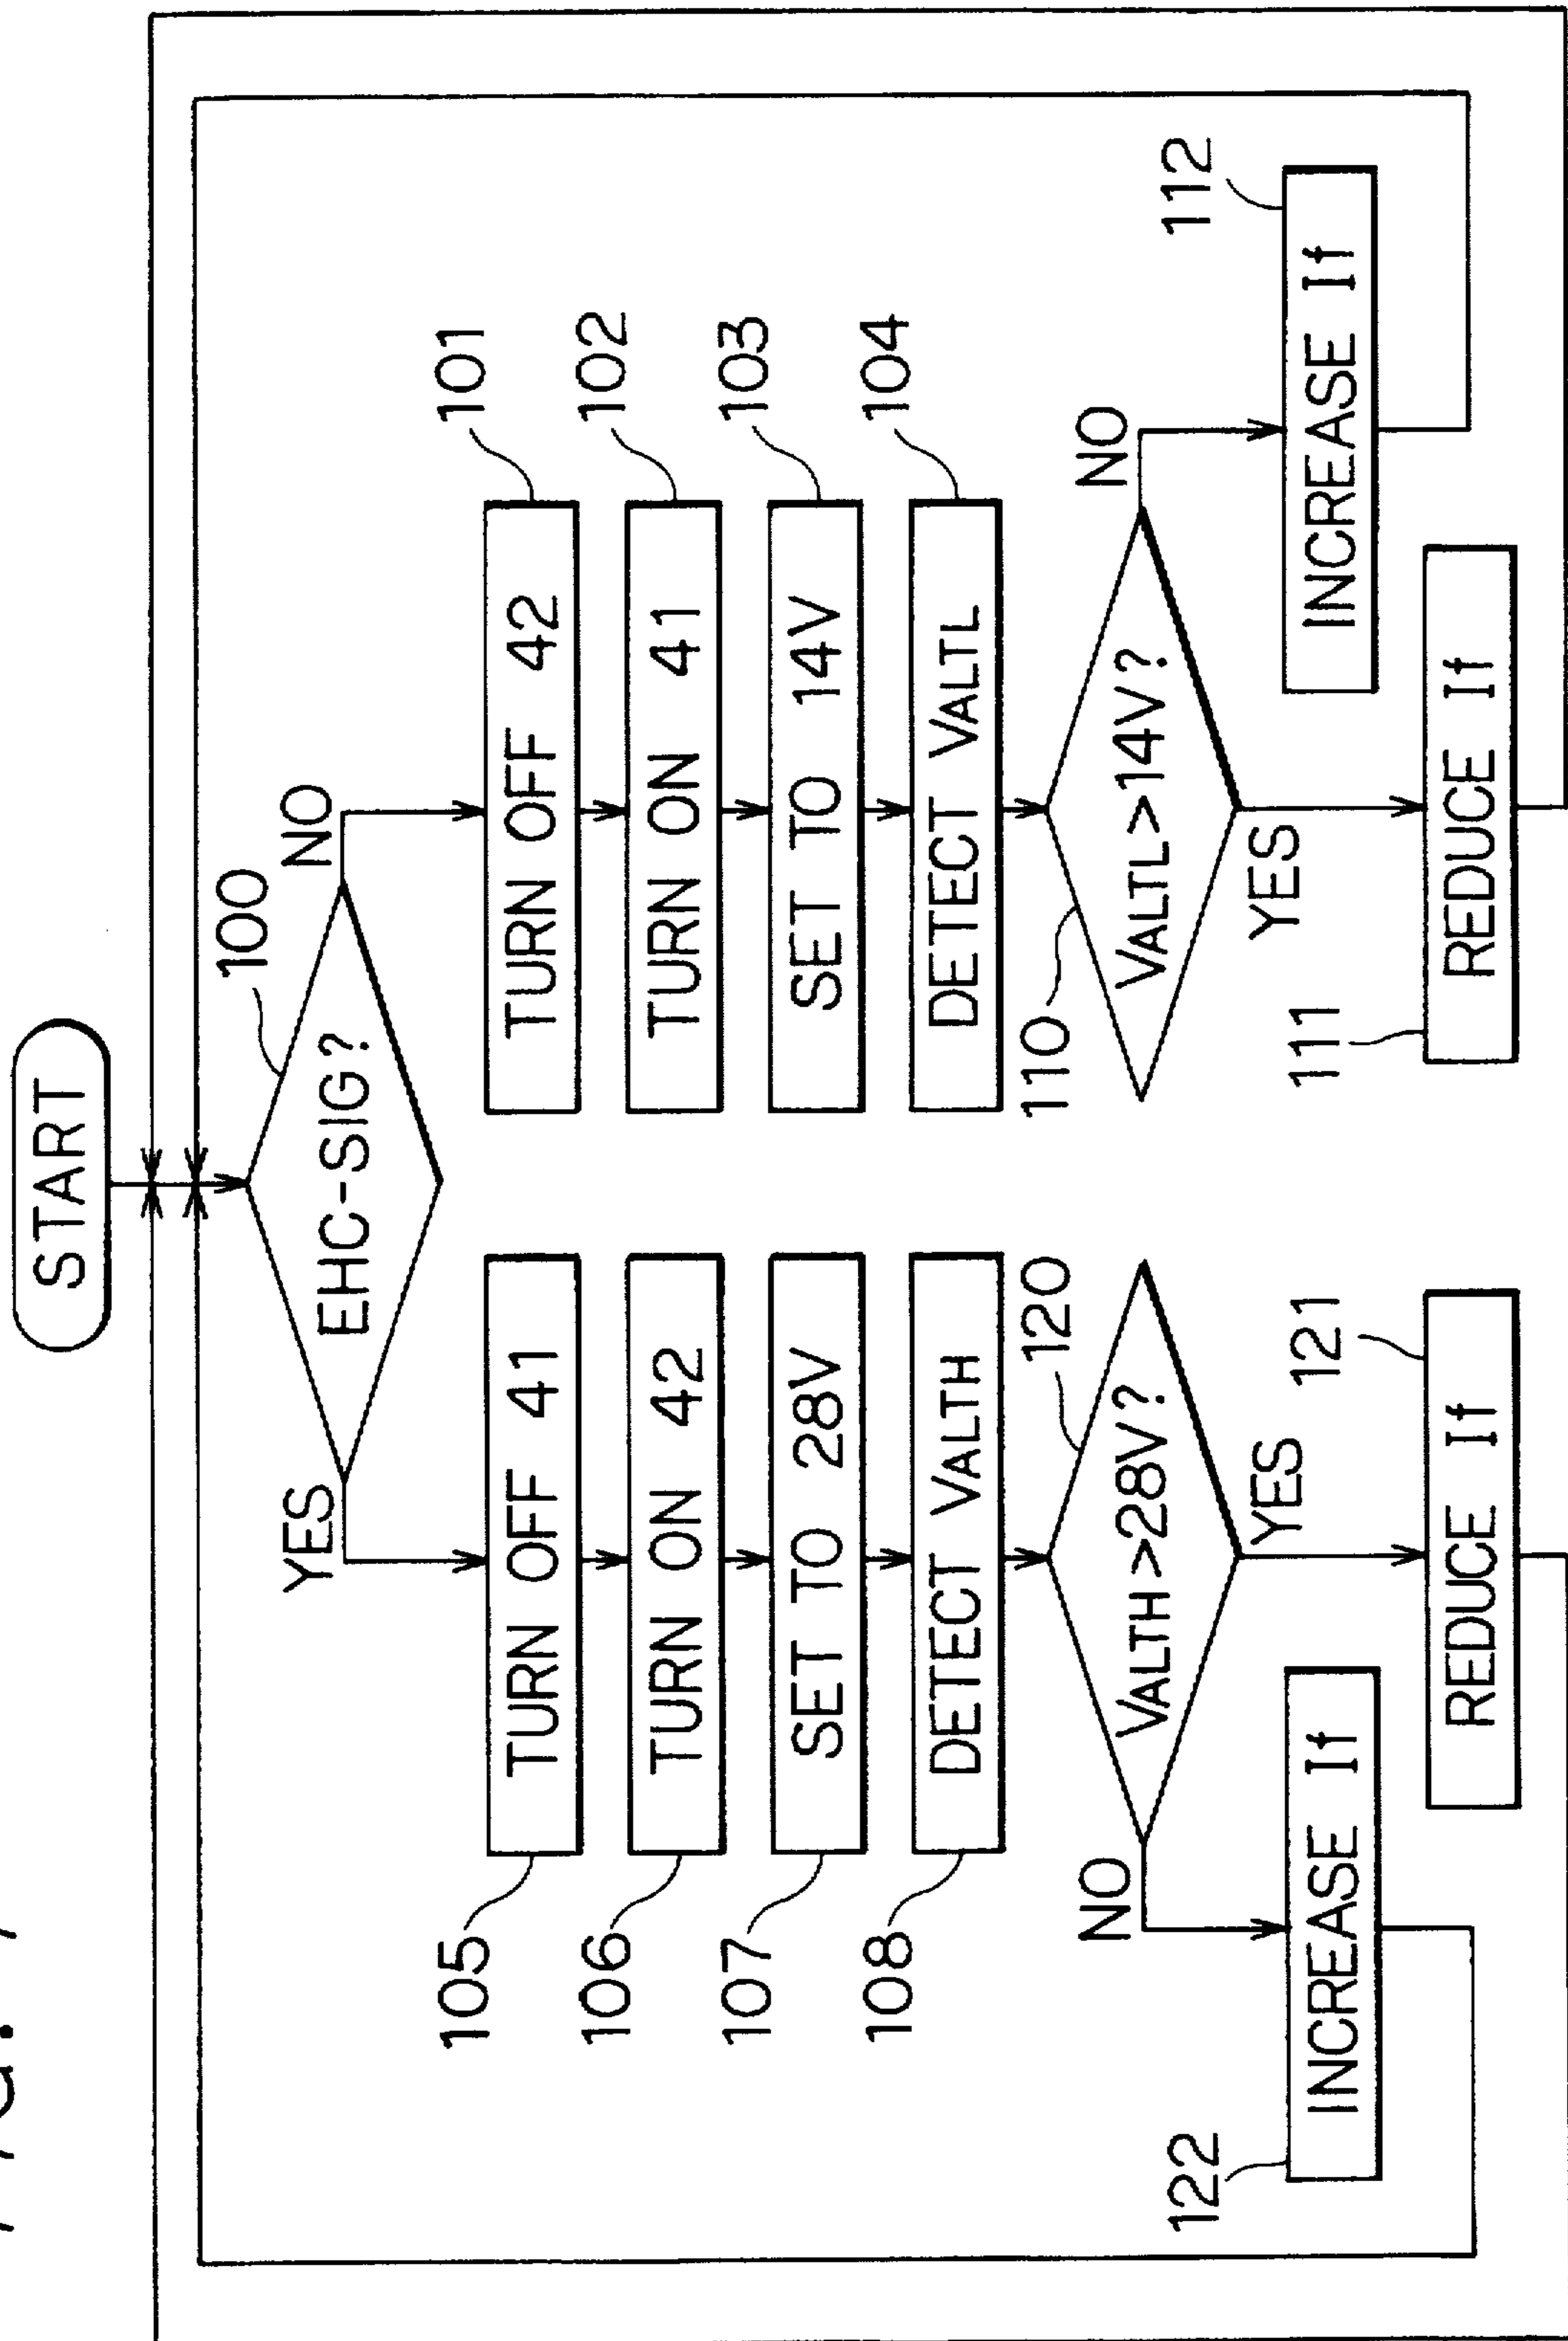 START
100
EHC-SIG?
YES
NO
105
TURN OFF 41
TURN OFF 42
101
106
TURN ON 42
TURN ON 41
102
107
SET TO 28V
SET TO 14V
103
108
DETECT VALTH
DETECT VALTL
104
NO
VALTH>28V?
120
YES
110
VALTL>14V?
NO
YES
122
INCREASE If
INCREASE If
112
121
REDUCE If
111
REDUCE If